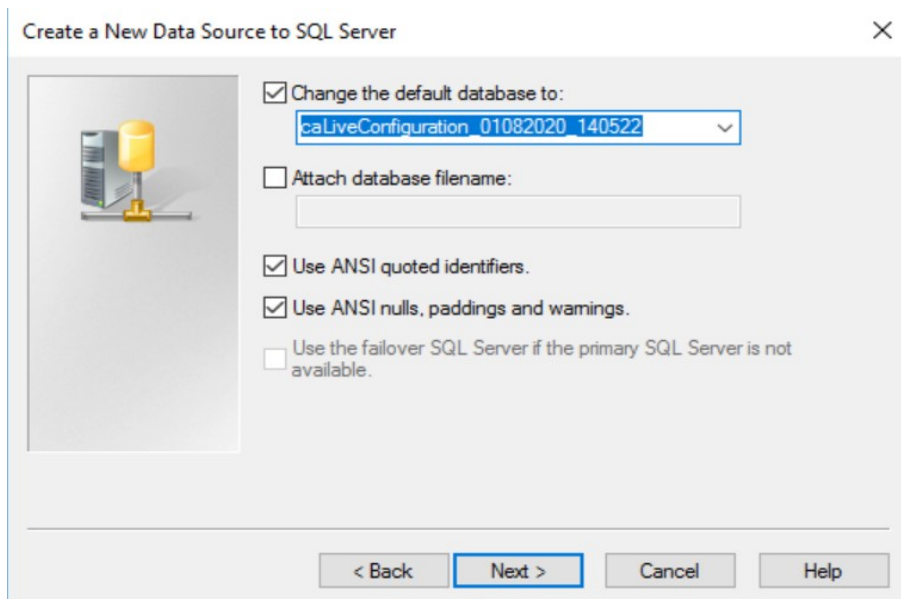 Create a New Data Source to SQL Server
Change the default database to:
caLiveConfiguration_01082020_140522
Attach database filename:
Use ANSI quoted identifiers.
Use ANSI nulls, paddings and warnings.
Use the failover SQL Server if the primary SQL Server is not
available.
< Back
Next >
Cancel
Help